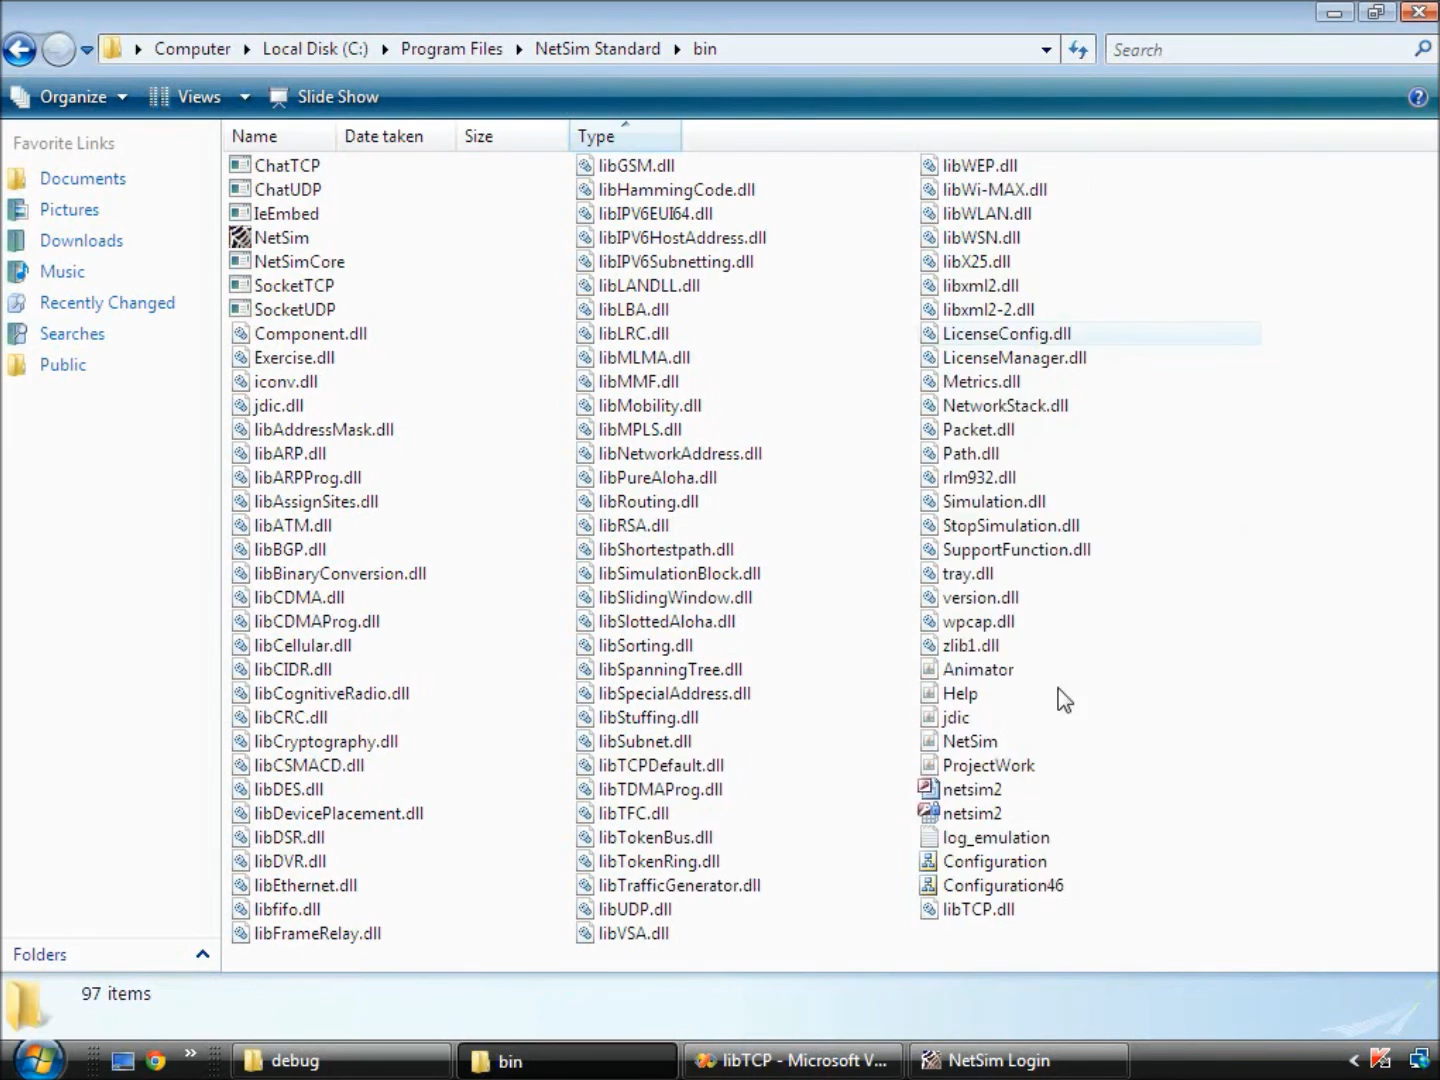 Computer Local Disk (C:) Program Files NetSim Standard bin
Search
Organize Views Slide Show
Favorite Links
Documents
Pictures
Downloads
Music
Recently Changed
Searches
Public
Folders
Name Date taken Size Type
ChatTCP
ChatUDP
IeEmbed
NetSim
NetSimCore
SocketTCP
SocketUDP
Component.dll
Exercise.dll
iconv.dll
jdic.dll
libAddressMask.dll
libARP.dll
libARPProg.dll
libAssignSites.dll
libATM.dll
libBGP.dll
libBinaryConversion.dll
libCDMA.dll
libCDMAProg.dll
libCellular.dll
libCIDR.dll
libCognitiveRadio.dll
libCRC.dll
libCryptography.dll
libCSMACD.dll
libDES.dll
libDevicePlacement.dll
libDSR.dll
libDVR.dll
libEthernet.dll
libfifo.dll
libFrameRelay.dll
libGSM.dll
libHammingCode.dll
libIPV6EUI64.dll
libIPV6HostAddress.dll
libIPV6Subnetting.dll
libLANDLL.dll
libLBA.dll
libLRC.dll
libMLMA.dll
libMMF.dll
libMobility.dll
libMPLS.dll
libNetworkAddress.dll
libPureAloha.dll
libRouting.dll
libRSA.dll
libShortestpath.dll
libSimulationBlock.dll
libSlidingWindow.dll
libSlottedAloha.dll
libSorting.dll
libSpanningTree.dll
libSpecialAddress.dll
libStuffing.dll
libSubnet.dll
libTCPDefault.dll
libTDMAProg.dll
libTFC.dll
libTokenBus.dll
libTokenRing.dll
libTrafficGenerator.dll
libUDP.dll
libVSA.dll
libWEP.dll
libWi-MAX.dll
libWLAN.dll
libWSN.dll
libX25.dll
libxml2.dll
libxml2-2.dll
LicenseConfig.dll
LicenseManager.dll
Metrics.dll
NetworkStack.dll
Packet.dll
Path.dll
rlm932.dll
Simulation.dll
StopSimulation.dll
SupportFunction.dll
tray.dll
version.dll
wpcap.dll
zlib1.dll
Animator
Help
jdic
NetSim
ProjectWork
netsim2
netsim2
log_emulation
Configuration
Configuration46
libTCP.dll
97 items
debug bin libTCP - Microsoft V... NetSim Login